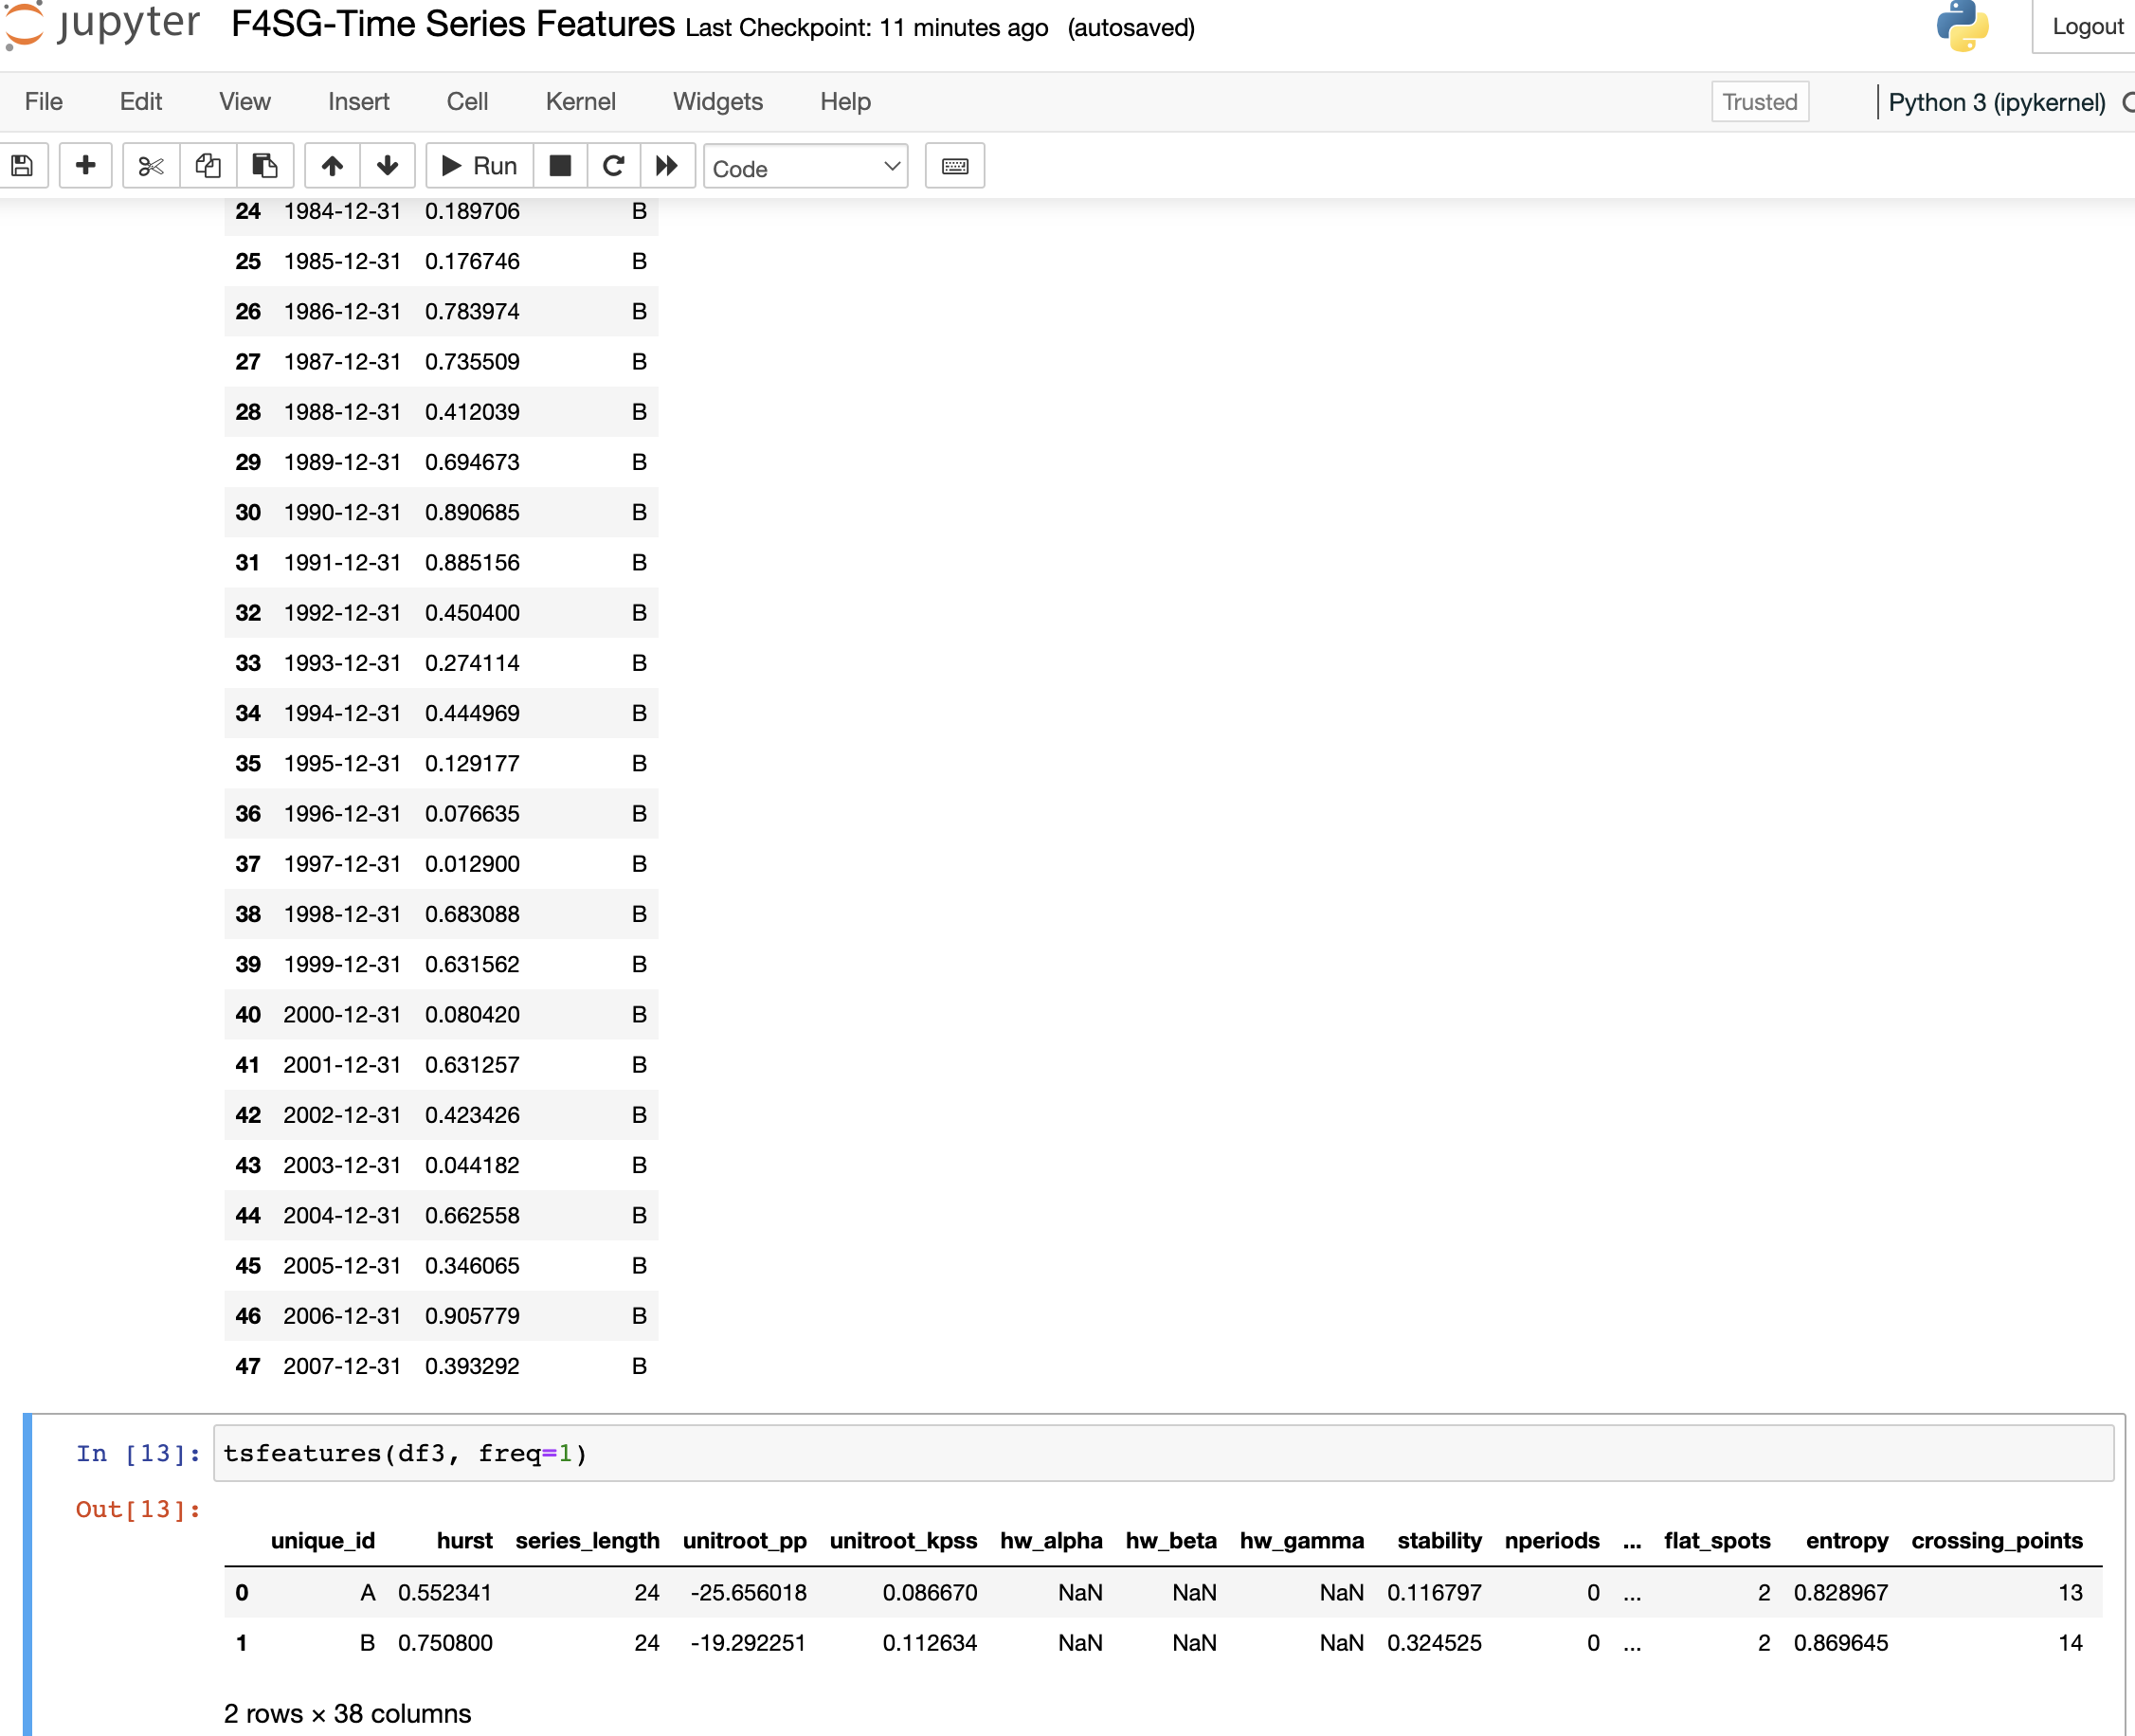 jupyter F4SG-Time Series Features Last Checkpoint: 11 minutes ago (autosaved) Logout
File Edit View Insert Cell Kernel Widgets Help Trusted Python 3 (ipykernel)
Run Code
24 1984-12-31 0.189706 B
25 1985-12-31 0.176746 B
26 1986-12-31 0.783974 B
27 1987-12-31 0.735509 B
28 1988-12-31 0.412039 B
29 1989-12-31 0.694673 B
30 1990-12-31 0.890685 B
31 1991-12-31 0.885156 B
32 1992-12-31 0.450400 B
33 1993-12-31 0.274114 B
34 1994-12-31 0.444969 B
35 1995-12-31 0.129177 B
36 1996-12-31 0.076635 B
37 1997-12-31 0.012900 B
38 1998-12-31 0.683088 B
39 1999-12-31 0.631562 B
40 2000-12-31 0.080420 B
41 2001-12-31 0.631257 B
42 2002-12-31 0.423426 B
43 2003-12-31 0.044182 B
44 2004-12-31 0.662558 B
45 2005-12-31 0.346065 B
46 2006-12-31 0.905779 B
47 2007-12-31 0.393292 B
In [13]: tsfeatures(df3, freq=1)
Out[13]:
unique_id hurst series_length unitroot_pp unitroot_kpss hw_alpha hw_beta hw_gamma stability nperiods ... flat_spots entropy crossing_points
0 A 0.552341 24 -25.656018 0.086670 NaN NaN NaN 0.116797 0 ... 2 0.828967 13
1 B 0.750800 24 -19.292251 0.112634 NaN NaN NaN 0.324525 0 ... 2 0.869645 14
2 rows × 38 columns